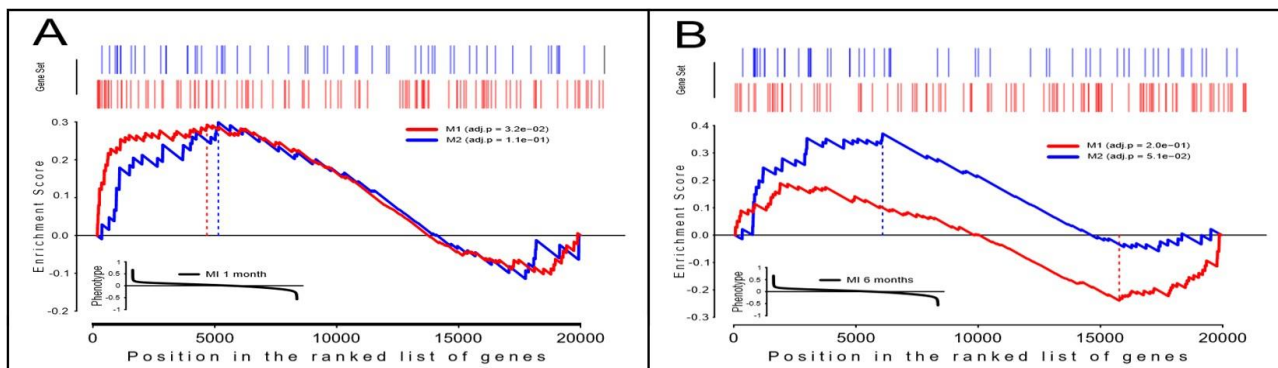 A
Gene Set
M1 (adj.p = 3.2e-02)
M2 (adj.p = 1.1e-01)
Enrichment Score
0.3
0.2
0.1
0.0
-0.1
-0.2
Phenotype
1
0.5
0
-0.5
-1
MI 1 month
0 5000 10000 15000 20000
Position in the ranked list of genes
B
Gene Set
M1 (adj.p = 2.0e-01)
M2 (adj.p = 5.1e-02)
Enrichment Score
0.4
0.3
0.2
0.1
0.0
-0.1
-0.2
-0.3
Phenotype
1
0.5
0
-0.5
-1
MI 6 months
0 5000 10000 15000 20000
Position in the ranked list of genes